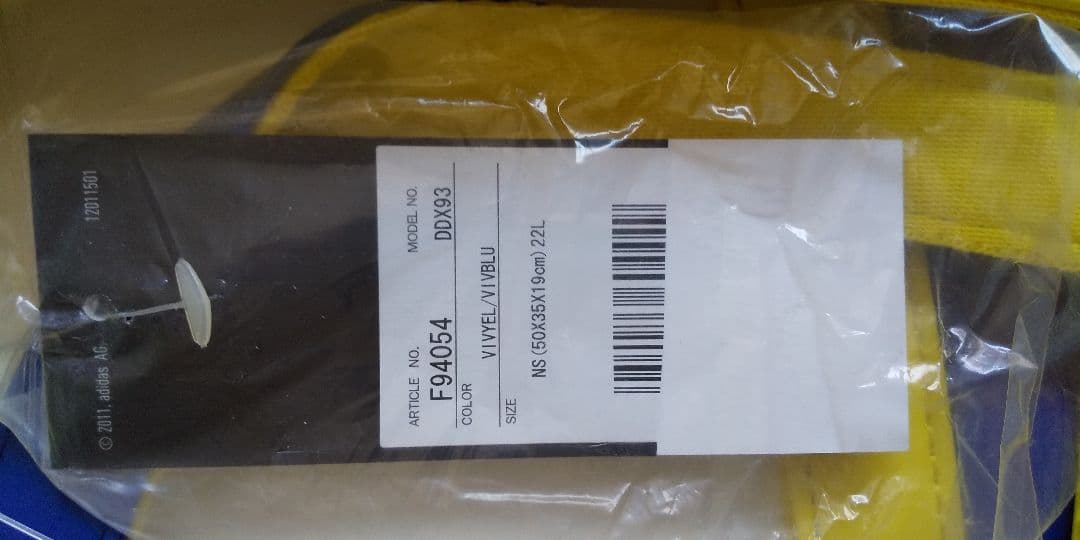 © 2011, adidas AG. 12011501
ARTICLE NO. MODEL NO.
F94054 DDX93
COLOR
VIVYEL/VIVBLU
SIZE
NS (50X35X19cm) 22L